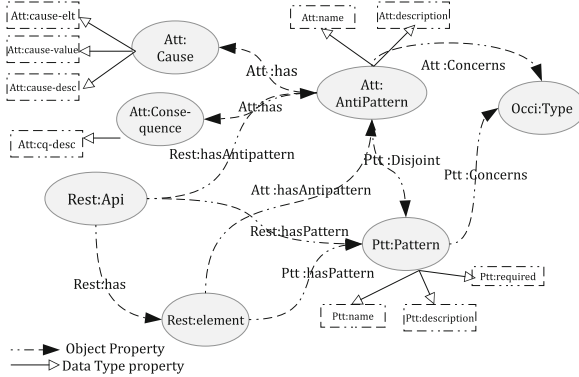 Att:cause-elt
Att:cause-value
Att:cause-desc
Att:
Cause
Att:name
Att:description
Att :has
Att:
AntiPattern
Att :Concerns
Occi:Type
Att:Conse-
quence
Att:has
Att:cq-desc
Rest:hasAntipattern
Ptt :Disjoint
Ptt :Concerns
Att :hasAntipattern
Rest:Api
Rest:hasPattern
Ptt:Pattern
Ptt :hasPattern
Ptt:required
Rest:has
Rest:element
Ptt:name
Ptt:description
Object Property
Data Type property